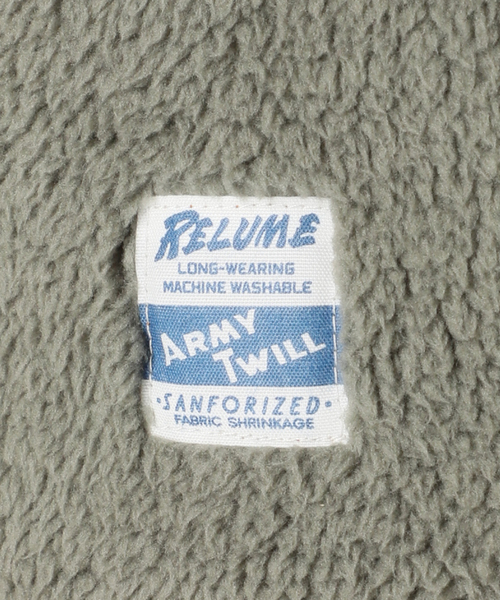 RELUME
LONG-WEARING
MACHINE WASHABLE
ARMY
TWILL
·SANFORIZED·
FABRIC SHRINKAGE